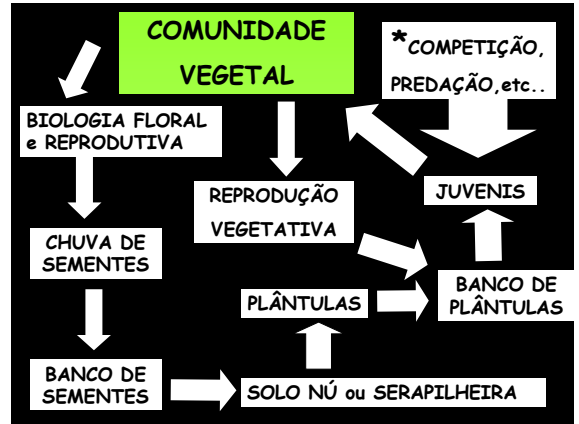 COMUNIDADE
VEGETAL
*COMPETIÇÃO,
PREDAÇÃO,etc..
BIOLOGIA FLORAL
e REPRODUTIVA
REPRODUÇÃO
VEGETATIVA
JUVENIS
CHUVA DE
SEMENTES
PLÂNTULAS
BANCO DE
PLÂNTULAS
BANCO DE
SEMENTES
SOLO NÚ ou SERAPILHEIRA